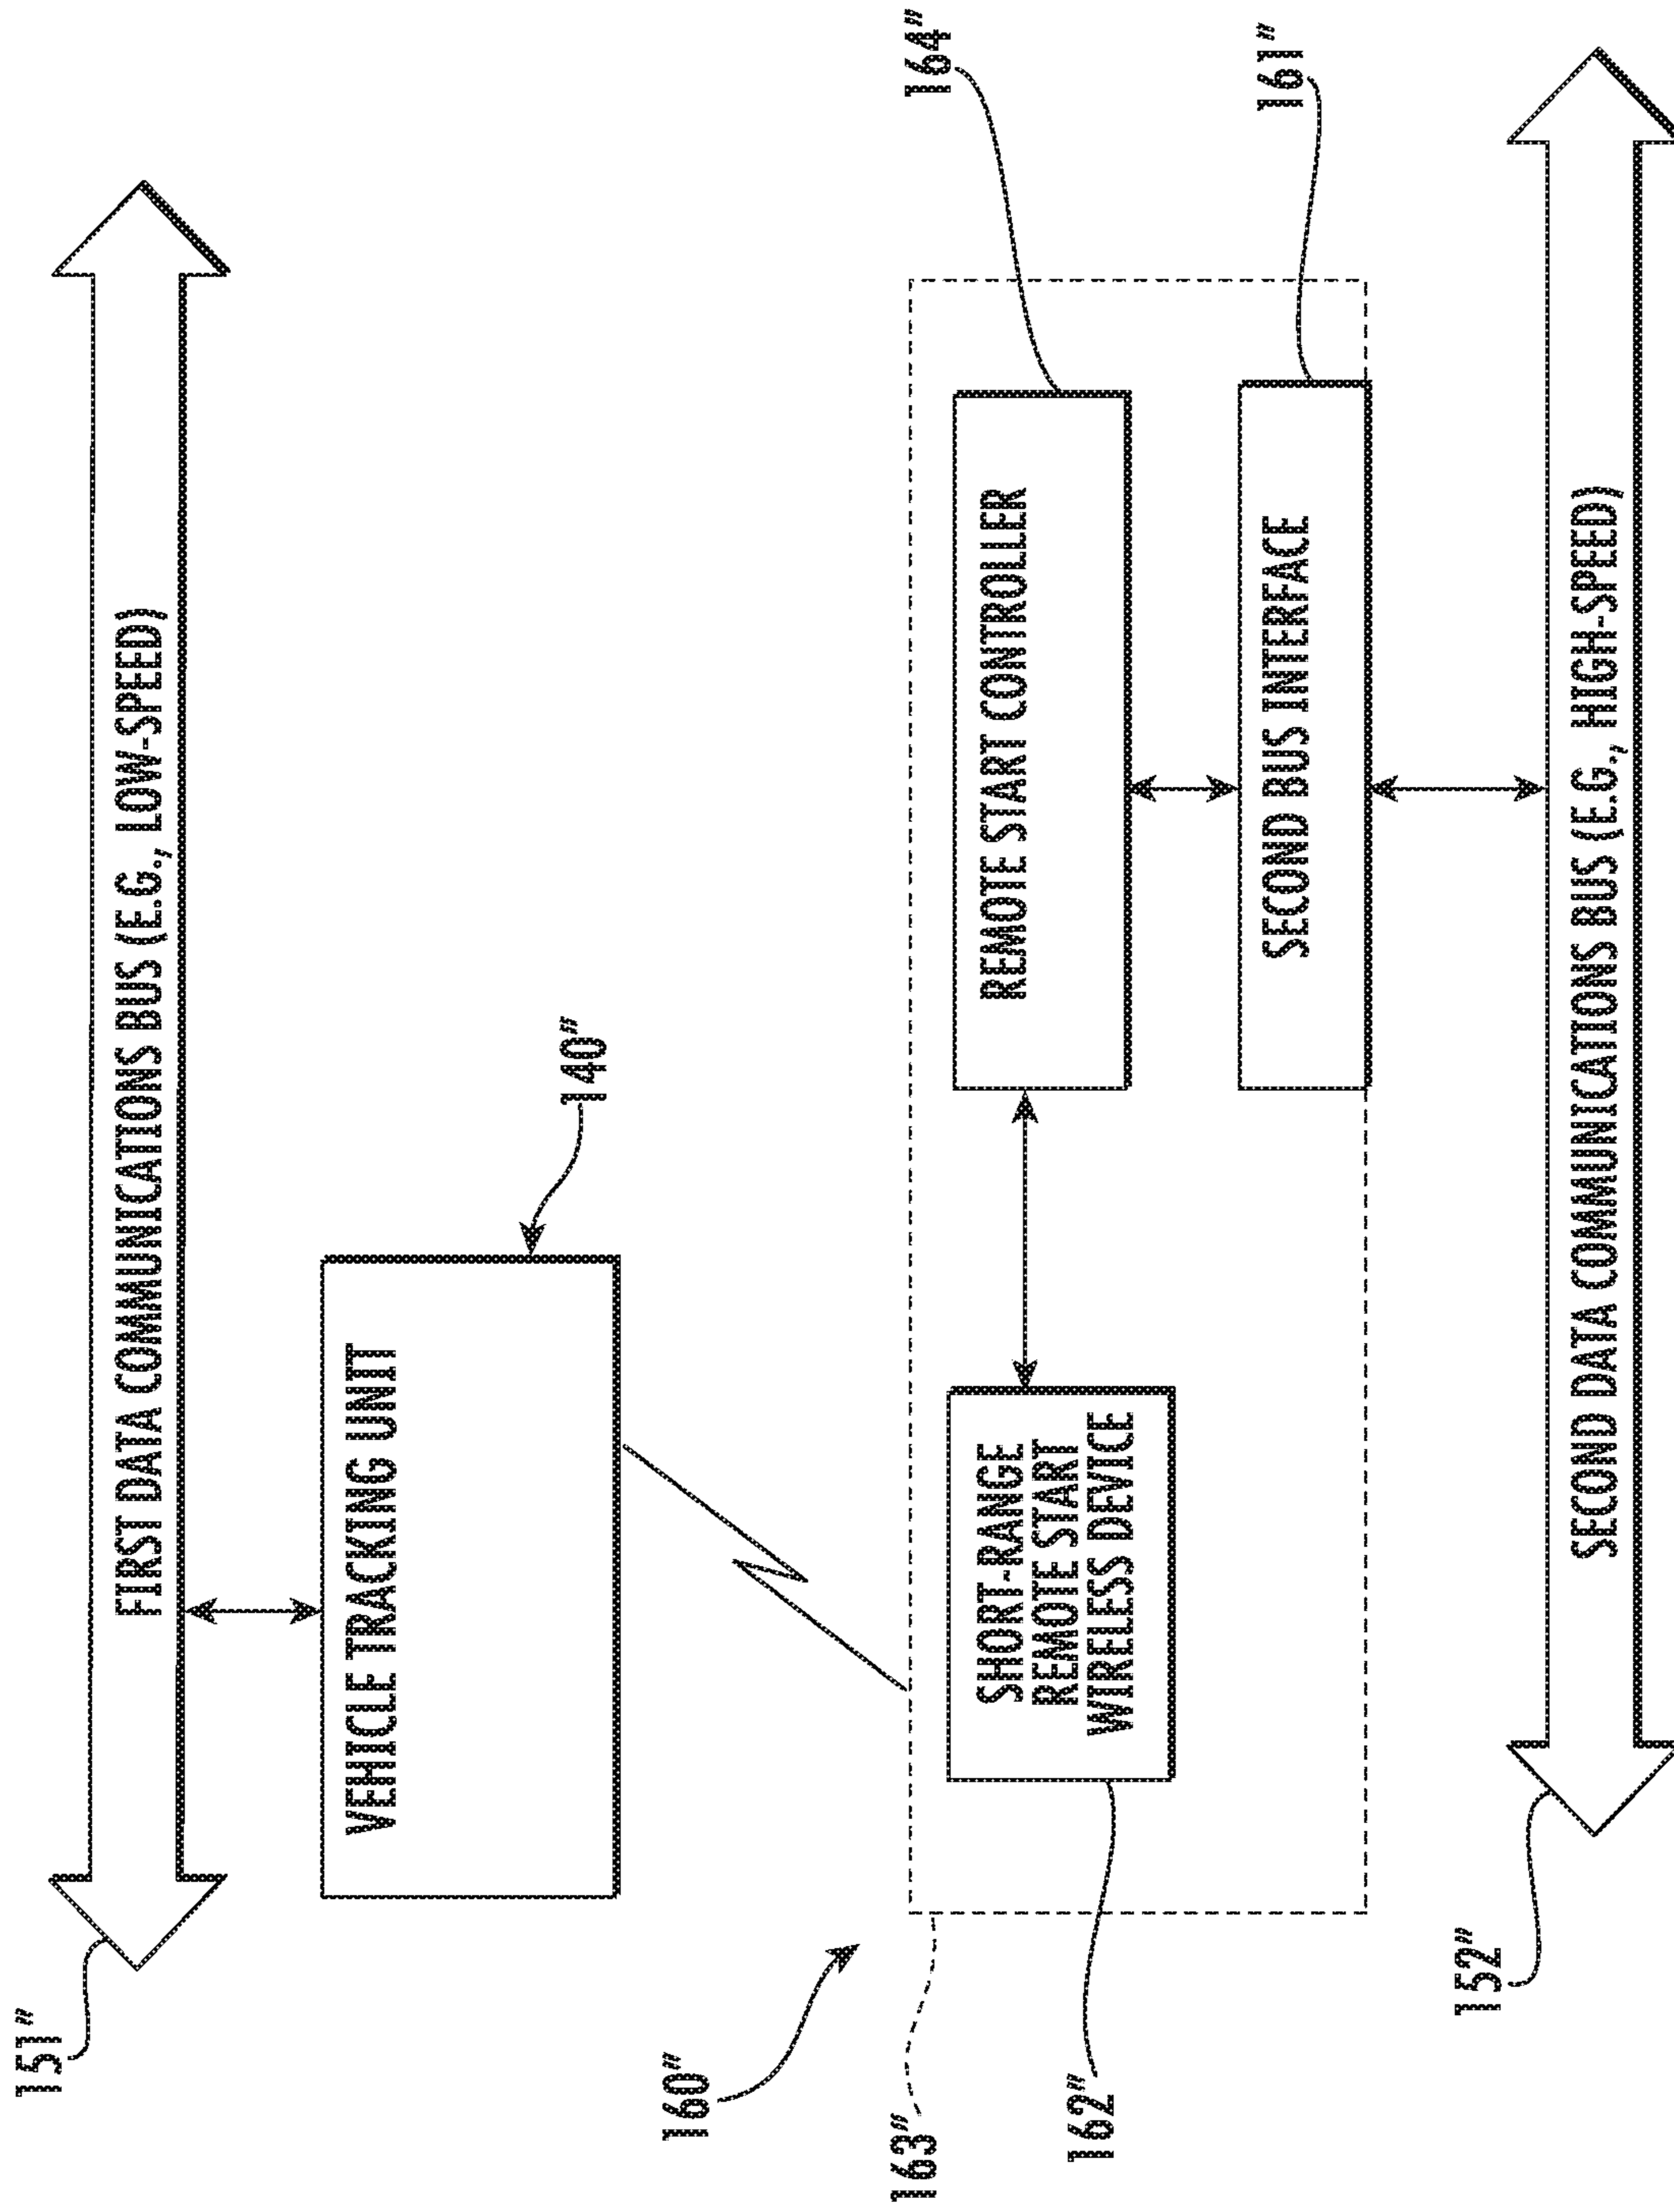 151″
FIRST DATA COMMUNICATIONS BUS (E.G., LOW-SPEED)
VEHICLE TRACKING UNIT
140″
160″
163″
164″
SHORT-RANGE
REMOTE START
WIRELESS DEVICE
REMOTE START CONTROLLER
162″
SECOND BUS INTERFACE
161″
152″
SECOND DATA COMMUNICATIONS BUS (E.G., HIGH-SPEED)